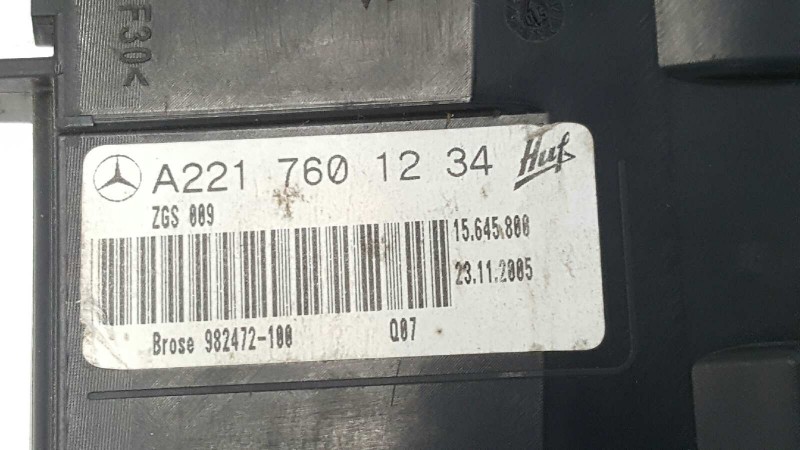 F30K
A221 760 12 34 Huf
ZGS 009
15.645.800
23.11.2005
Brose 982472-100 Q07